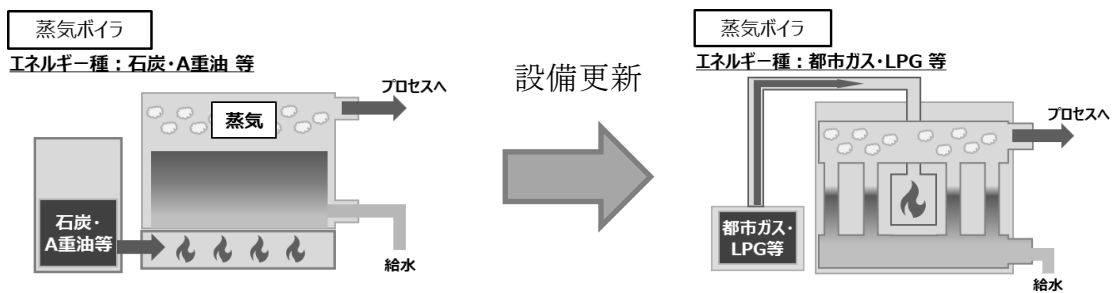 蒸気ボイラ
エネルギー種：石炭・A重油 等
プロセスへ
蒸気
石炭・
A重油等
給水
設備更新
蒸気ボイラ
エネルギー種：都市ガス・LPG 等
プロセスへ
都市ガス・
LPG等
給水